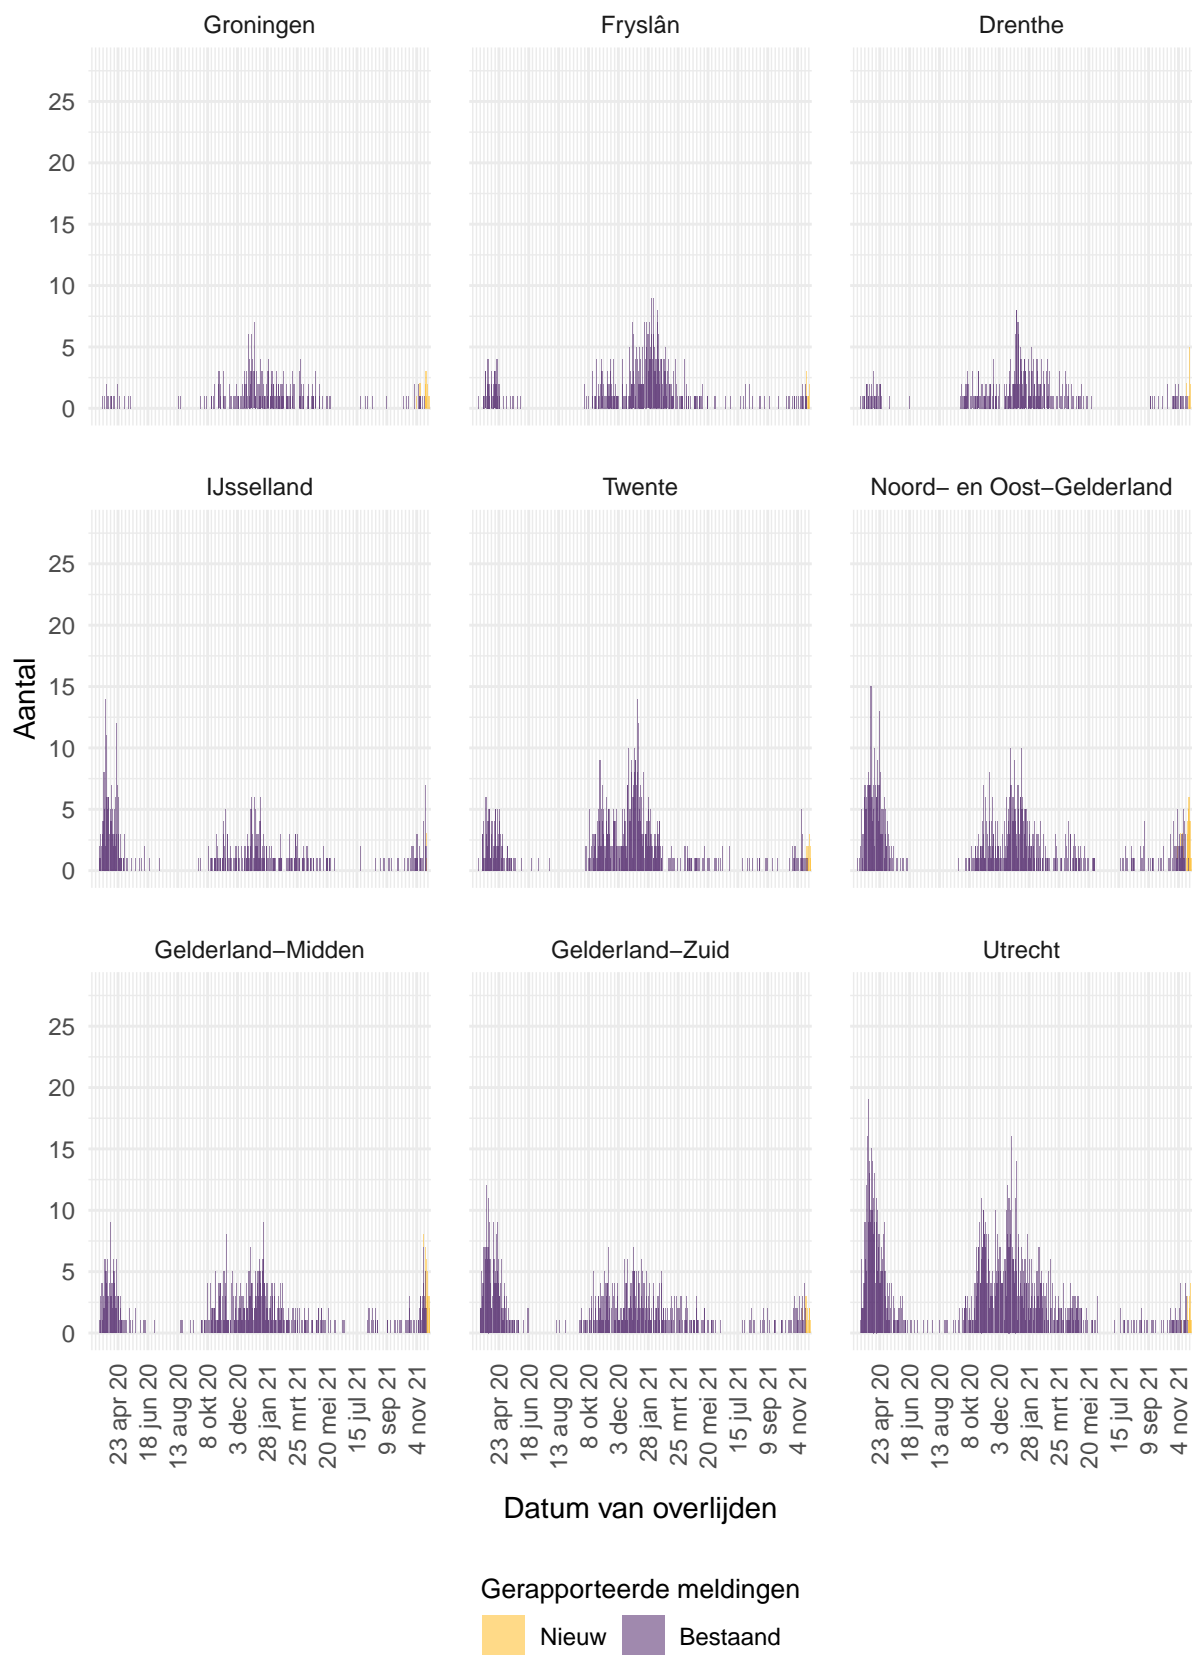 Groningen Fryslân Drenthe
25
20
15
10
5
0
IJsselland Twente Noord− en Oost−Gelderland
25
20
15
10
5
0
Gelderland−Midden Gelderland−Zuid Utrecht
25
20
15
10
5
0
Aantal
23 apr 20 18 jun 20 13 aug 20 8 okt 20 3 dec 20 28 jan 21 25 mrt 21 20 mei 21 15 jul 21 9 sep 21 4 nov 21
23 apr 20 18 jun 20 13 aug 20 8 okt 20 3 dec 20 28 jan 21 25 mrt 21 20 mei 21 15 jul 21 9 sep 21 4 nov 21
23 apr 20 18 jun 20 13 aug 20 8 okt 20 3 dec 20 28 jan 21 25 mrt 21 20 mei 21 15 jul 21 9 sep 21 4 nov 21
Datum van overlijden
Gerapporteerde meldingen
Nieuw Bestaand